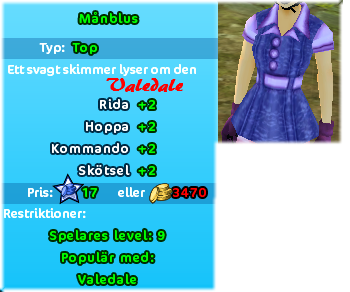 Månblus
Typ: Top
Ett svagt skimmer lyser om den
Valedale
Rida +2
Hoppa +2
Kommando +2
Skötsel +2
Pris: 17 eller 3470
Restriktioner:
Spelares level: 9
Populär med:
Valedale